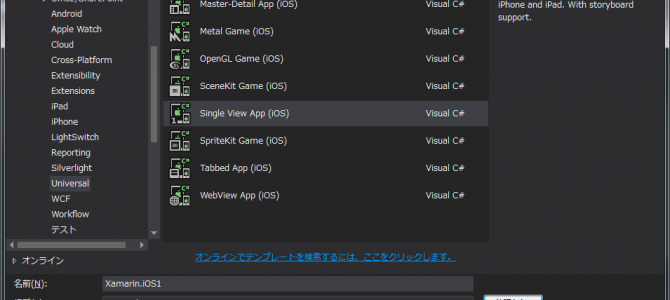 Android
Apple Watch
Cloud
Cross-Platform
Extensibility
Extensions
iPad
iPhone
LightSwitch
Reporting
Silverlight
Universal
WCF
Workflow
テスト
オンライン
Master-Detail App (iOS) Visual C#
Metal Game (iOS) Visual C#
OpenGL Game (iOS) Visual C#
SceneKit Game (iOS) Visual C#
Single View App (iOS) Visual C#
SpriteKit Game (iOS) Visual C#
Tabbed App (iOS) Visual C#
WebView App (iOS) Visual C#
iPhone and iPad. With storyboard
support.
オンラインでテンプレートを検索するには、ここをクリックします。
名前(N): Xamarin.iOS1